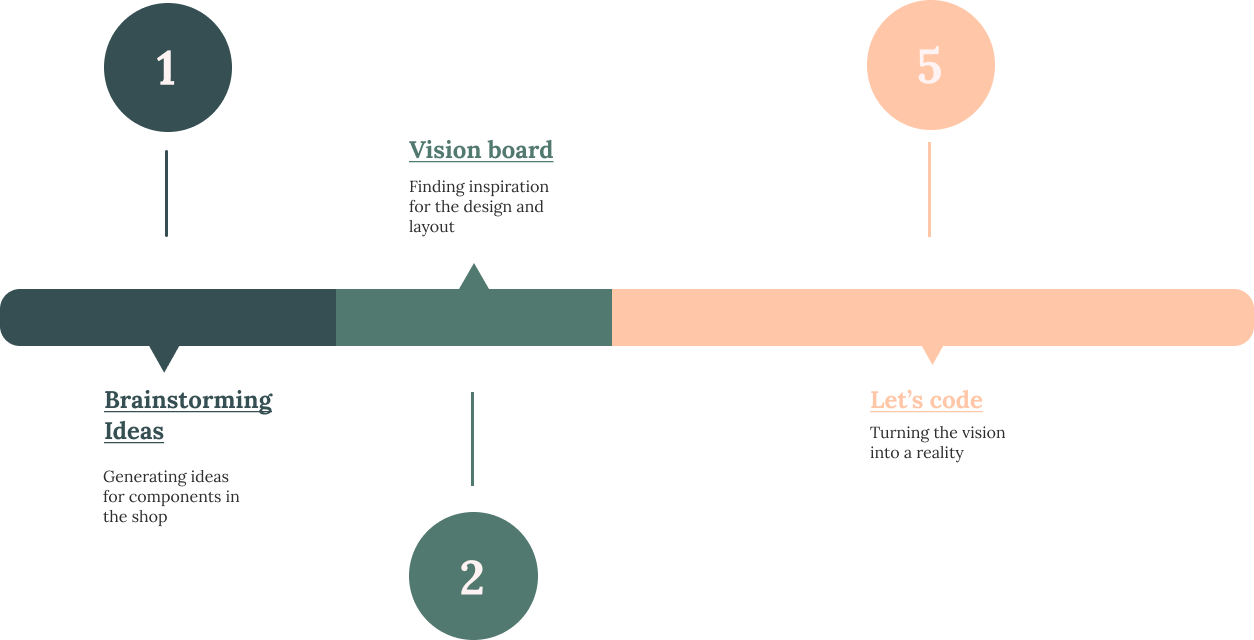 1
Brainstorming
Ideas
Generating ideas
for components in
the shop
Vision board
Finding inspiration
for the design and
layout
2
5
Let’s code
Turning the vision
into a reality